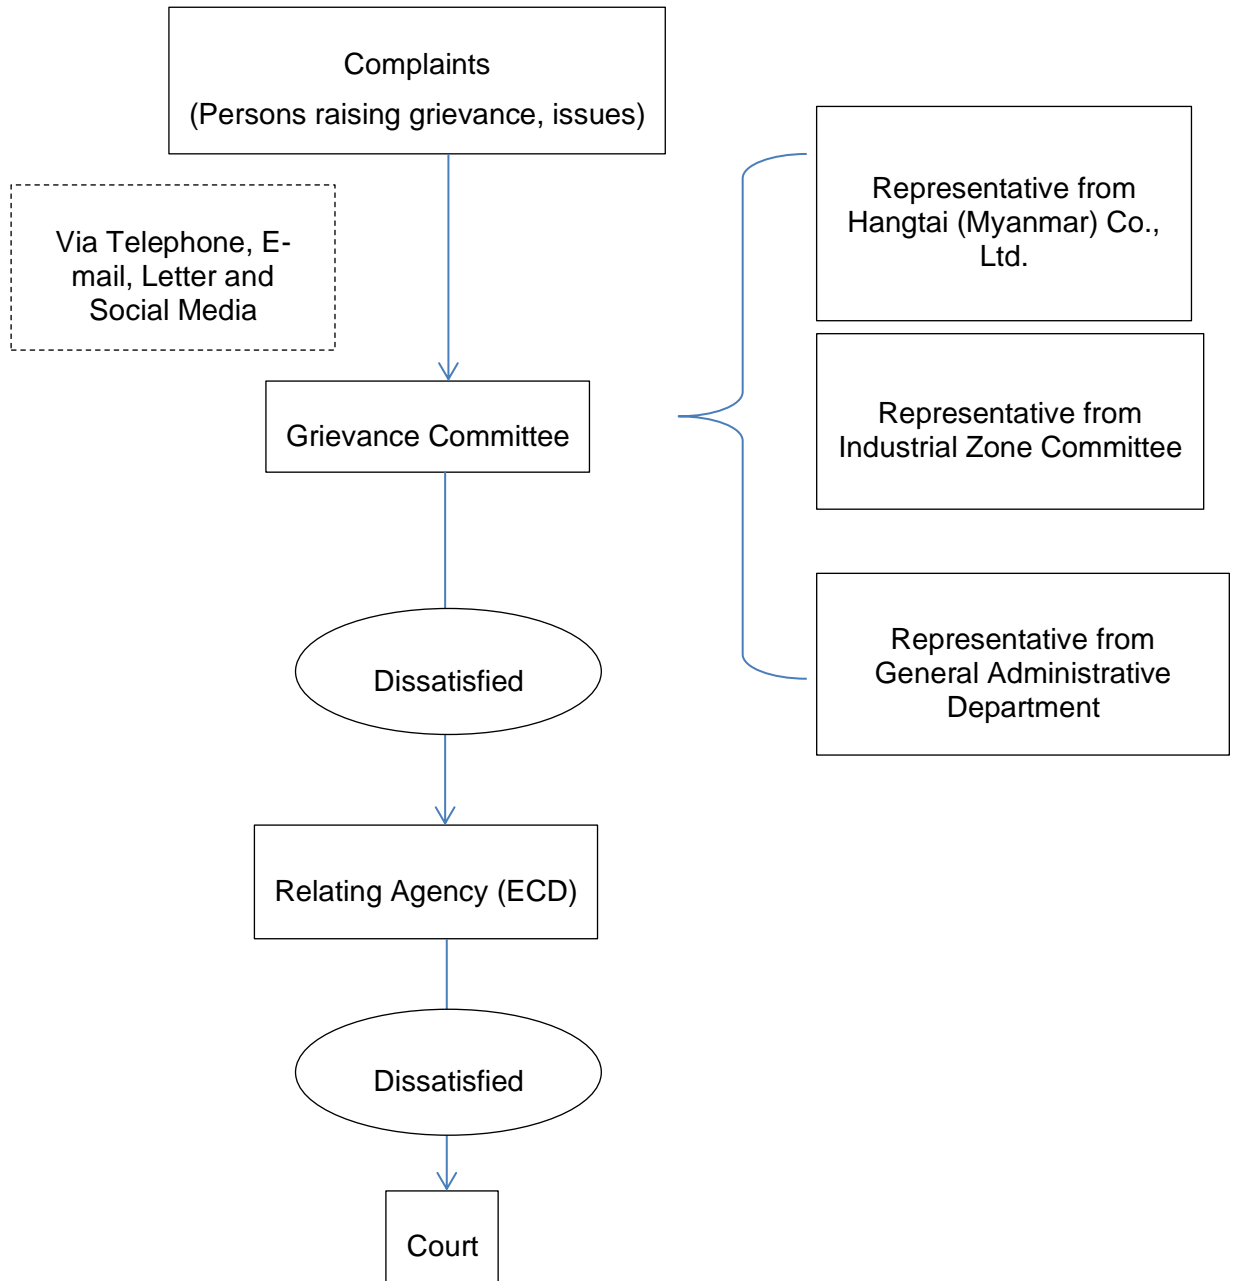 Complaints
(Persons raising grievance, issues)
Via Telephone, E-
mail, Letter and
Social Media
Grievance Committee
Representative from
Hangtai (Myanmar) Co.,
Ltd.
Representative from
Industrial Zone Committee
Representative from
General Administrative
Department
Dissatisfied
Relating Agency (ECD)
Dissatisfied
Court